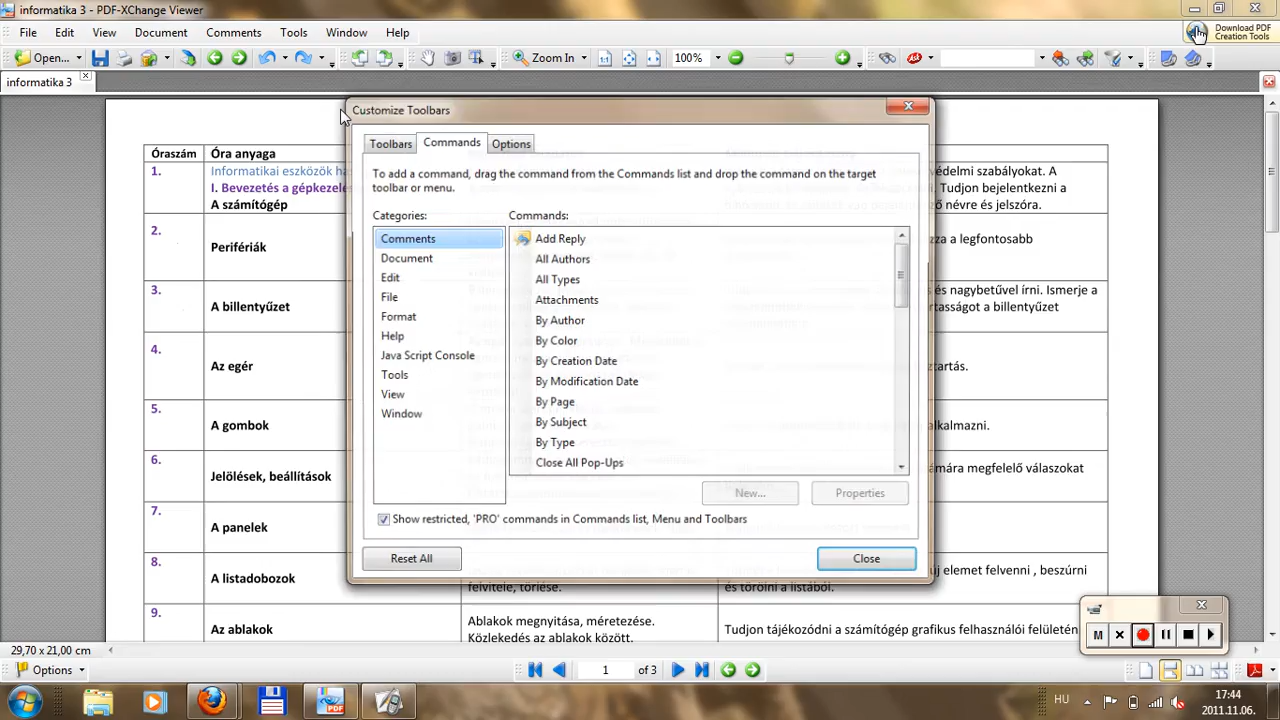 informatika 3 - PDF-XChange Viewer
File Edit View Document Comments Tools Window Help
Download PDF
Creation Tools
Open... Zoom In 100%
informatika 3
Customize Toolbars
Toolbars Commands Options
To add a command, drag the command from the Commands list and drop the command on the target
toolbar or menu.
Categories: Commands:
Comments
Document
Edit
File
Format
Help
Java Script Console
Tools
View
Window
Add Reply
All Authors
All Types
Attachments
By Author
By Color
By Creation Date
By Modification Date
By Page
By Subject
By Type
Close All Pop-Ups
New... Properties
Show restricted, 'PRO' commands in Commands list, Menu and Toolbars
Reset All Close
Óraszám Óra anyaga
1. Informatikai eszközök
I. Bevezetés a
A számítógép
védelmi szabályokat. A
Tudjon bejelentkezni a
névre és jelszóra.
2. Perifériák
a legfontosabb
3. A billentyűzet
és nagybetűvel írni. Ismerje a
a billentyűzet
4. Az egér
5. A gombok
alkalmazni.
6. Jelölések, beállítások
megfelelő válaszokat
7. A panelek
8. A listadobozok
felvitele, törlése.
elemet felvenni , beszúrni
és törölni a listából.
9. Az ablakok
Ablakok megnyitása, méretezése.
Közlekedés az ablakok között.
Tudjon tájékozódni a számítógép grafikus felhasználói felületén
M
29,70 x 21,00 cm
Options 1 of 3
HU 17:44
2011.11.06.